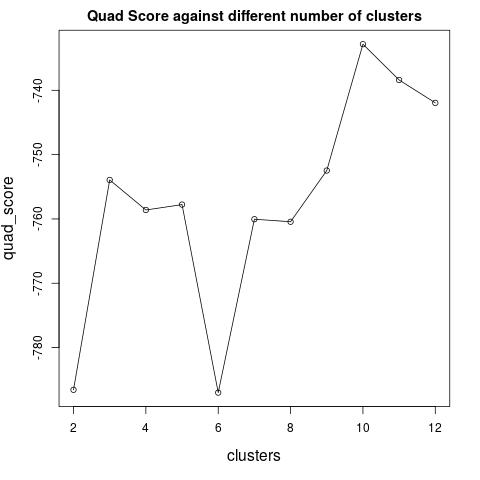 Quad Score against different number of clusters
quad_score
-740
-750
-760
-770
-780
2 4 6 8 10 12
clusters